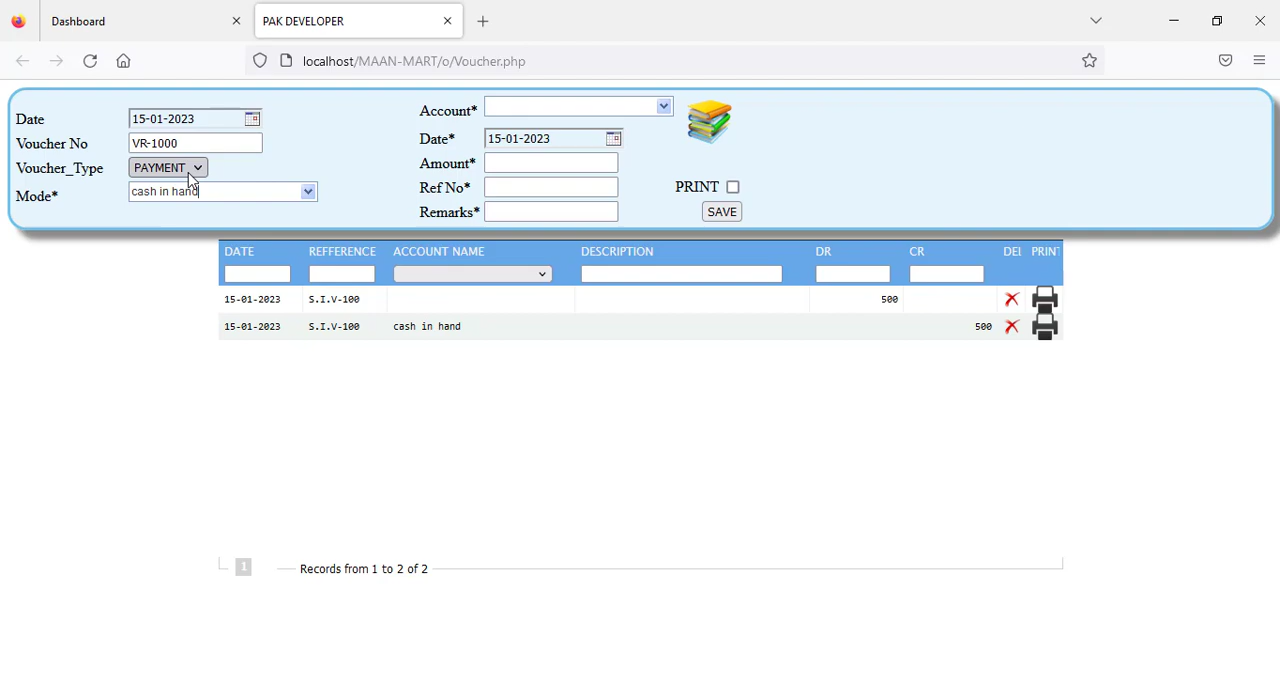 Dashboard
PAK DEVELOPER
localhost/MAAN-MART/o/Voucher.php
Date 15-01-2023
Voucher No VR-1000
Voucher_Type PAYMENT
Mode* cash in hand
Account*
Date* 15-01-2023
Amount*
Ref No* PRINT
Remarks* SAVE
DATE REFFERENCE ACCOUNT NAME DESCRIPTION DR CR DEL PRINT
15-01-2023 S.I.V-100 500
15-01-2023 S.I.V-100 cash in hand 500
1 Records from 1 to 2 of 2